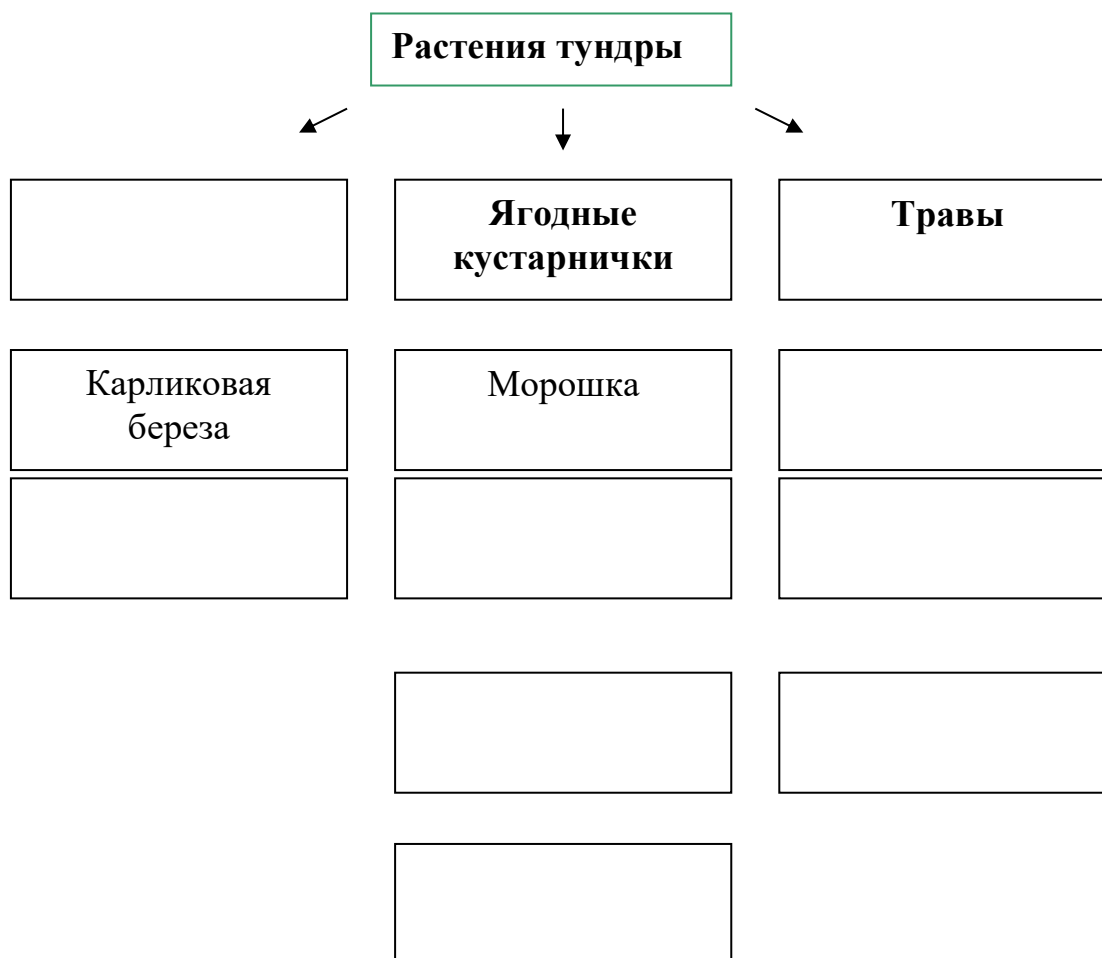 Растения тундры
Ягодные
кустарнички
Травы
Карликовая
береза
Морошка